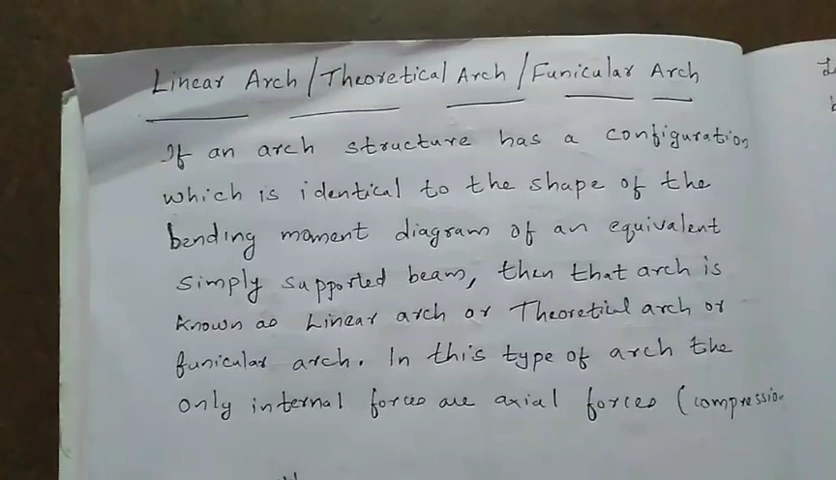 Linear Arch/Theoretical Arch/Funicular Arch
If an arch structure has a configuration
which is identical to the shape of the
bending moment diagram of an equivalent
simply supported beam, then that arch is
known as Linear arch or Theoretical arch or
funicular arch. In this type of arch the
only internal forces are axial forces (compression